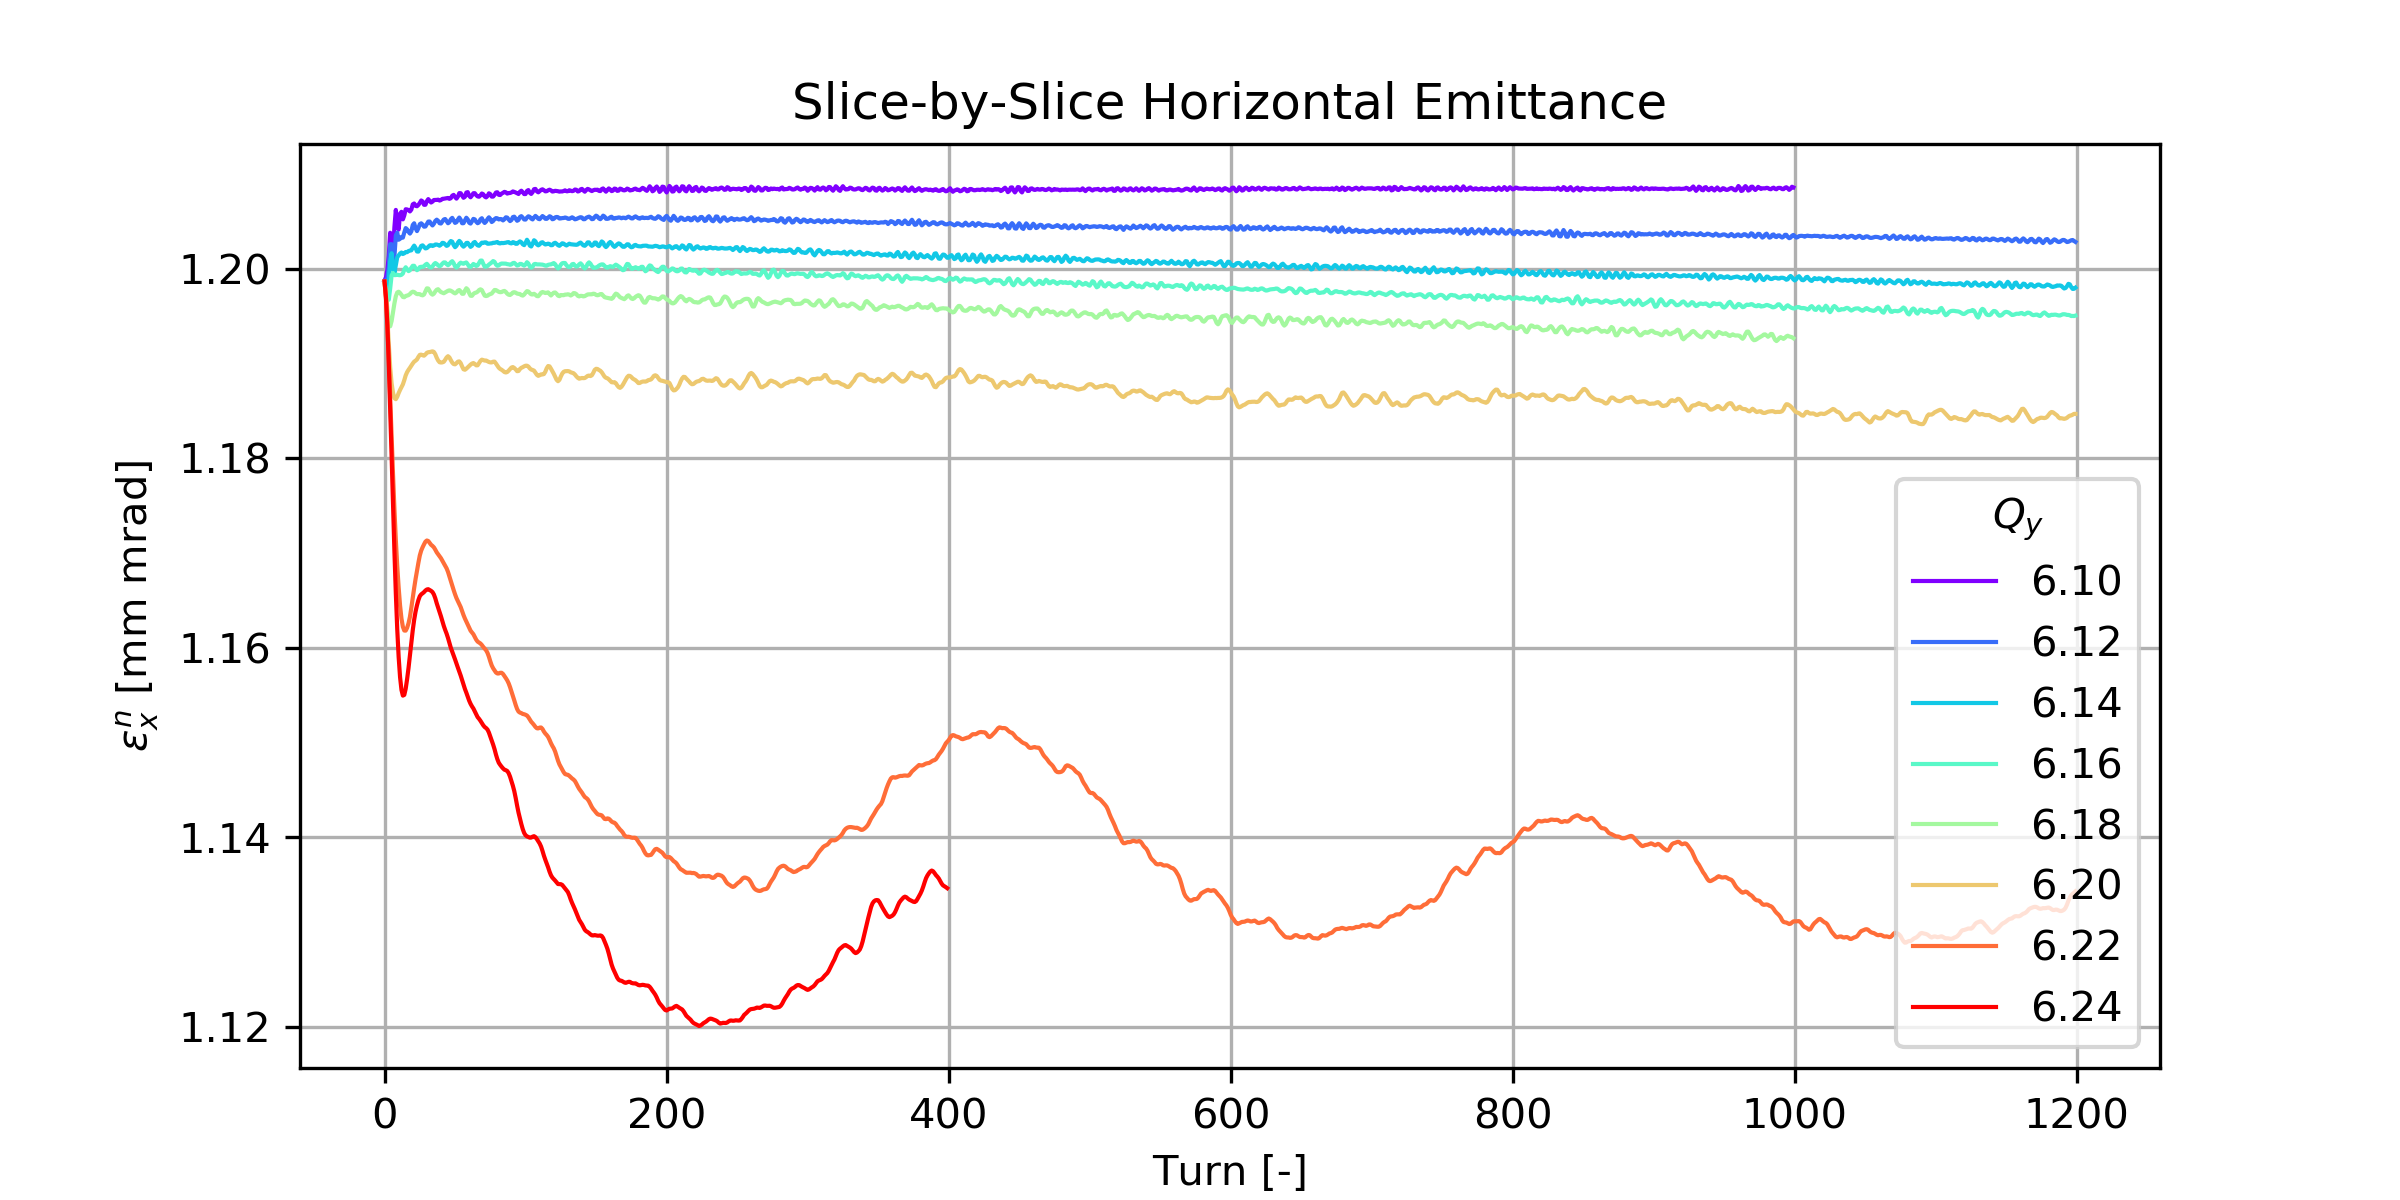 Slice-by-Slice Horizontal Emittance
ε_x^n [mm mrad]
1.20
1.18
1.16
1.14
1.12
0 200 400 600 800 1000 1200
Turn [-]
Q_y
6.10
6.12
6.14
6.16
6.18
6.20
6.22
6.24